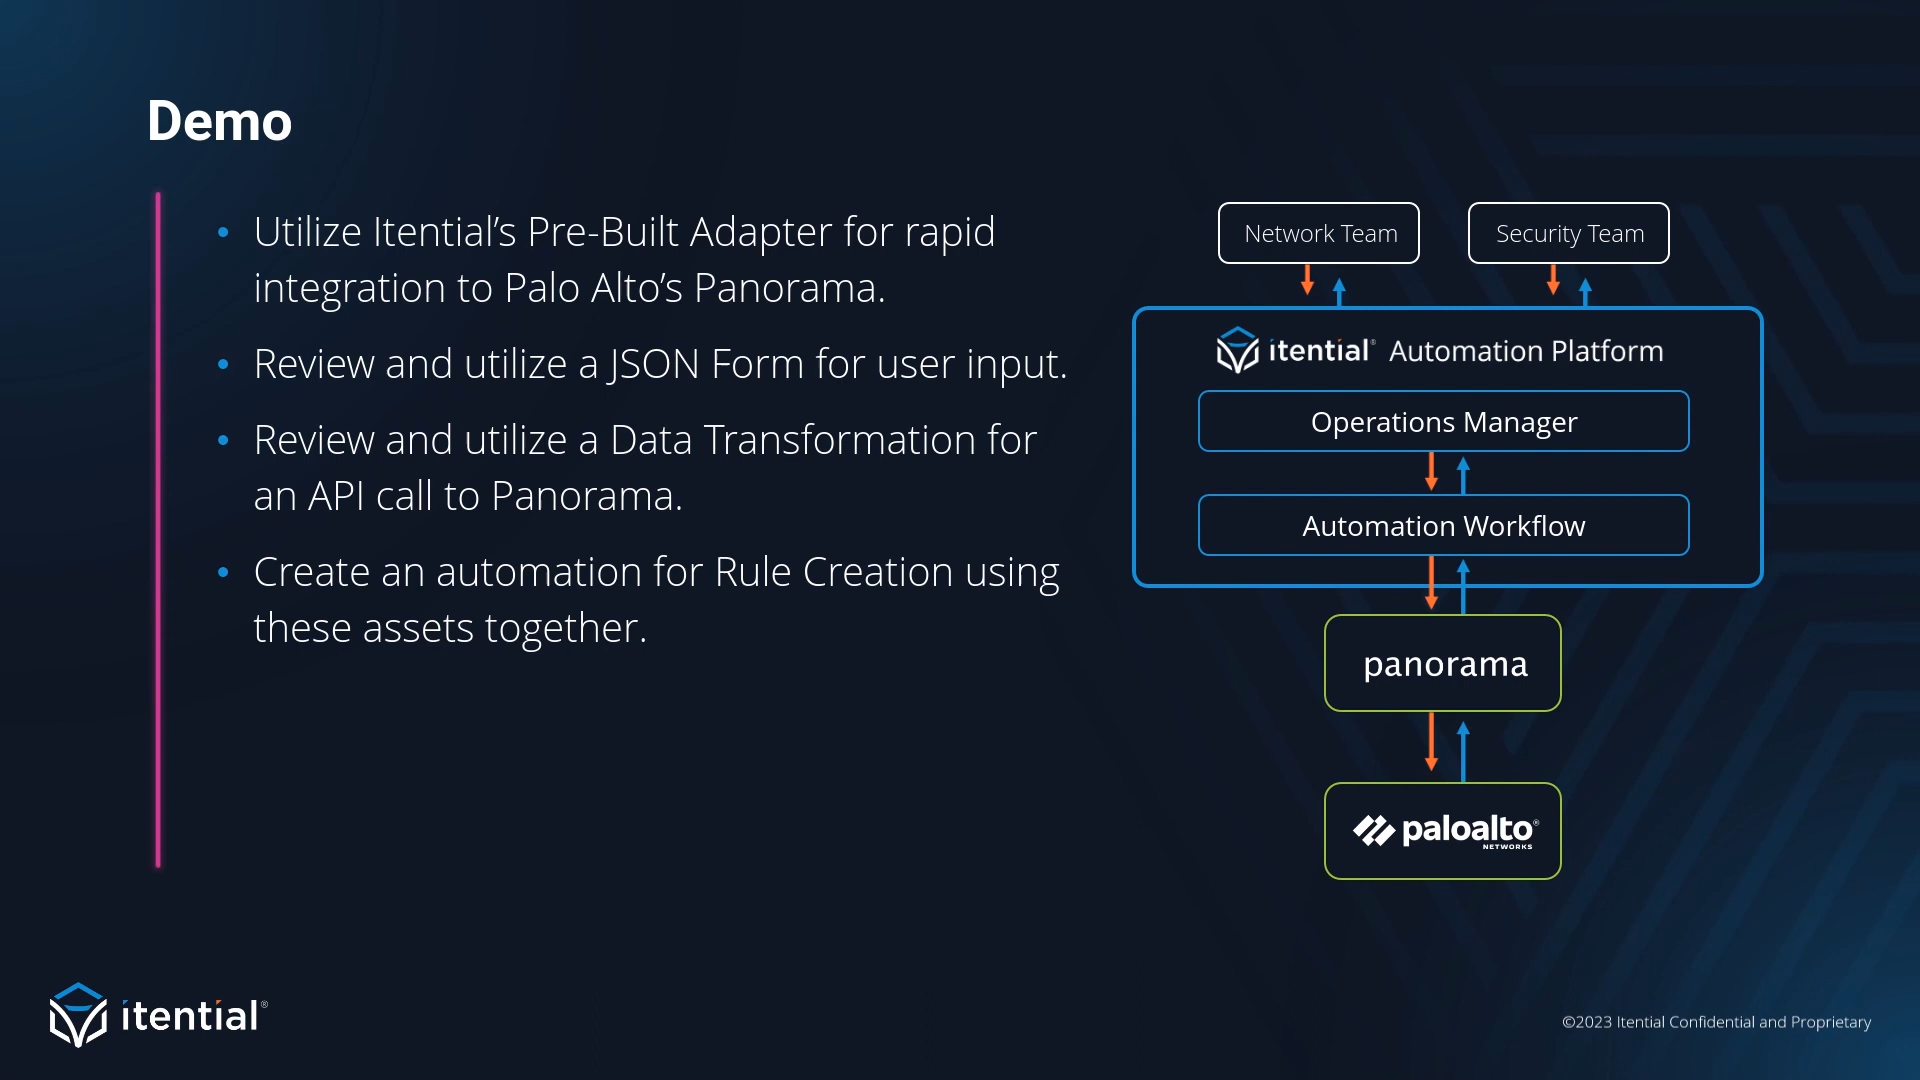 Demo
• Utilize Itential’s Pre-Built Adapter for rapid
integration to Palo Alto’s Panorama.
• Review and utilize a JSON Form for user input.
• Review and utilize a Data Transformation for
an API call to Panorama.
• Create an automation for Rule Creation using
these assets together.
Network Team
Security Team
itential® Automation Platform
Operations Manager
Automation Workflow
panorama
paloalto®
NETWORKS
itential®
©2023 Itential Confidential and Proprietary